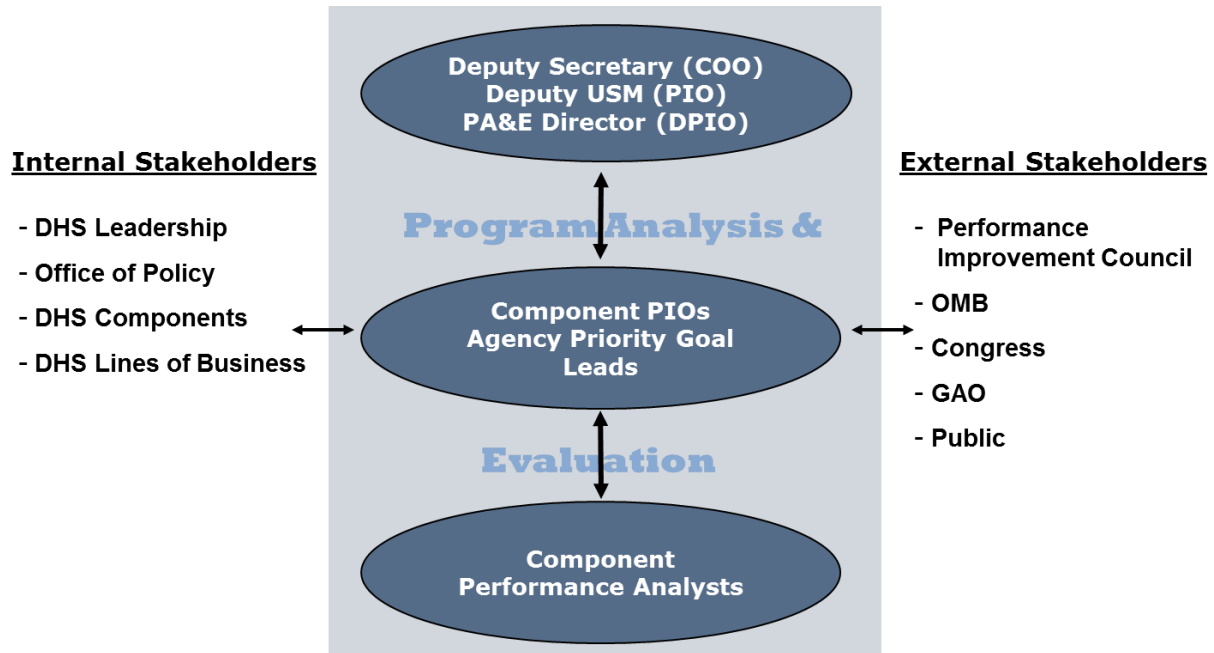 Deputy Secretary (COO)
Deputy USM (PIO)
PA&E Director (DPIO)
Internal Stakeholders
- DHS Leadership
- Office of Policy
- DHS Components
- DHS Lines of Business
Program Analysis &
Component PIOs
Agency Priority Goal
Leads
Evaluation
Component
Performance Analysts
External Stakeholders
- Performance
Improvement Council
- OMB
- Congress
- GAO
- Public